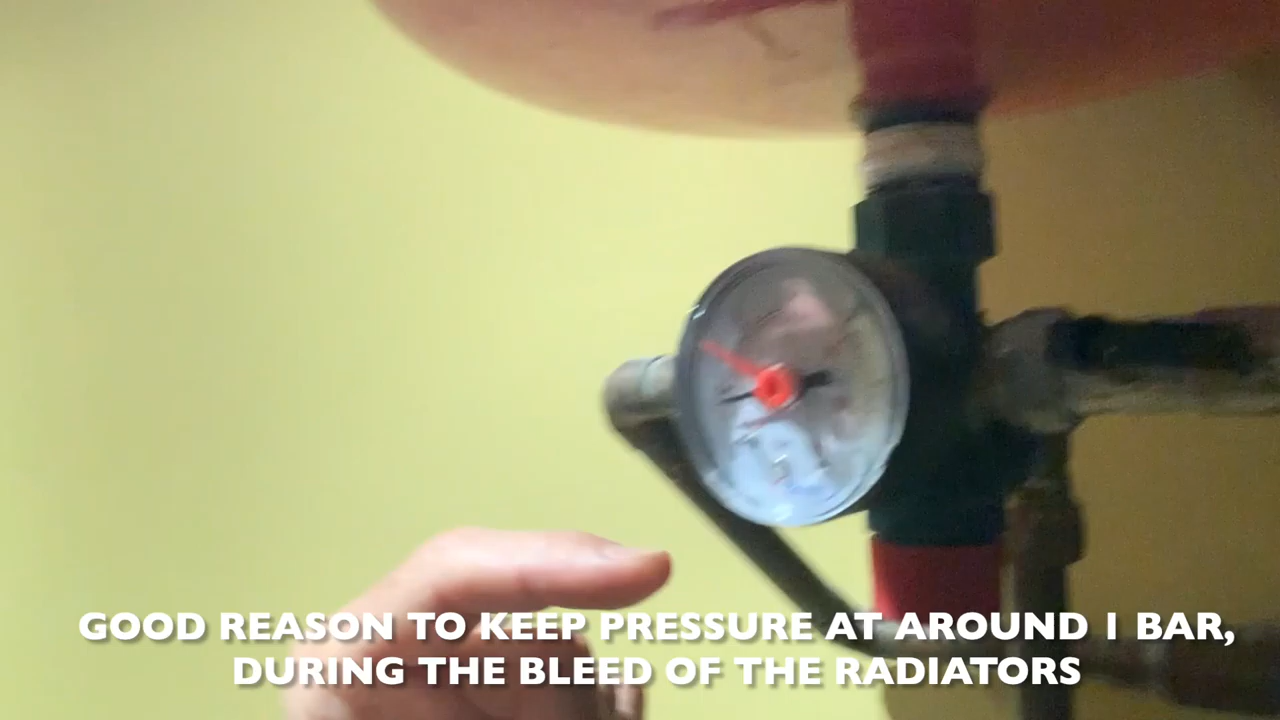 GOOD REASON TO KEEP PRESSURE AT AROUND 1 BAR,
DURING THE BLEED OF THE RADIATORS